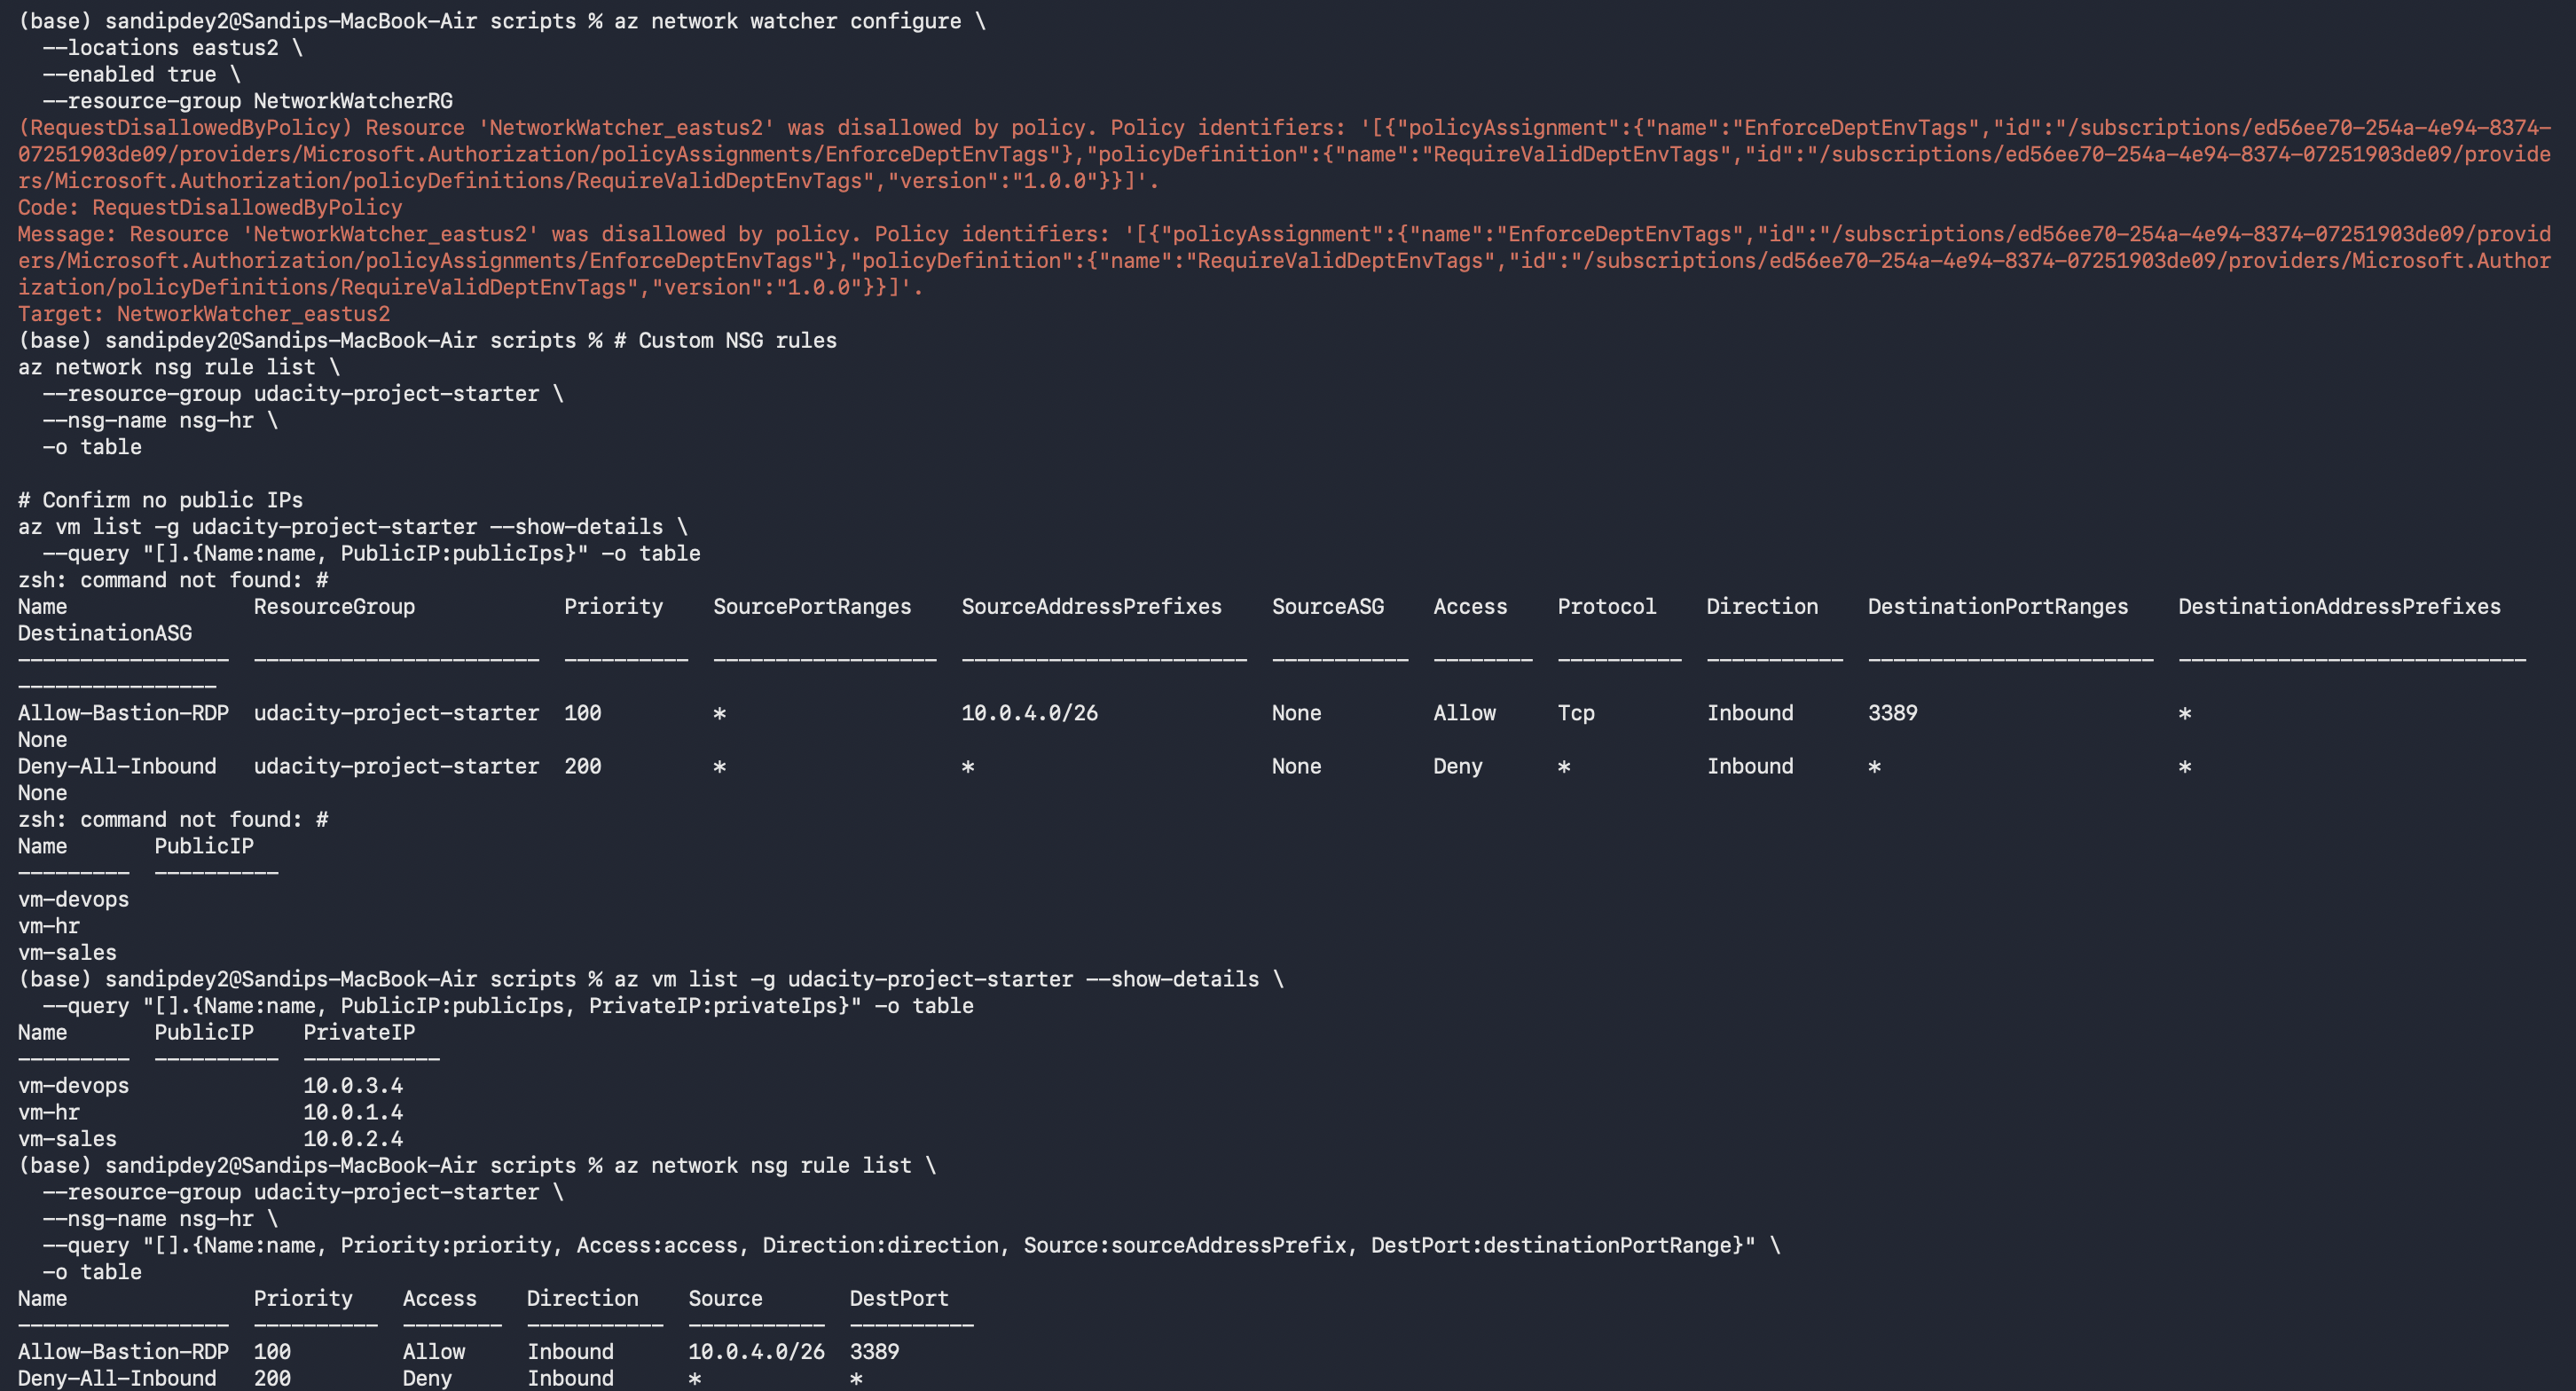 (base) sandipdey2@Sandips-MacBook-Air scripts % az network watcher configure \
  --locations eastus2 \
  --enabled true \
  --resource-group NetworkWatcherRG
(RequestDisallowedByPolicy) Resource 'NetworkWatcher_eastus2' was disallowed by policy. Policy identifiers: '[{"policyAssignment":{"name":"EnforceDeptEnvTags","id":"/subscriptions/ed56ee70-254a-4e94-8374-
07251903de09/providers/Microsoft.Authorization/policyAssignments/EnforceDeptEnvTags"},"policyDefinition":{"name":"RequireValidDeptEnvTags","id":"/subscriptions/ed56ee70-254a-4e94-8374-07251903de09/provide
rs/Microsoft.Authorization/policyDefinitions/RequireValidDeptEnvTags","version":"1.0.0"}}]'.
Code: RequestDisallowedByPolicy
Message: Resource 'NetworkWatcher_eastus2' was disallowed by policy. Policy identifiers: '[{"policyAssignment":{"name":"EnforceDeptEnvTags","id":"/subscriptions/ed56ee70-254a-4e94-8374-07251903de09/provid
ers/Microsoft.Authorization/policyAssignments/EnforceDeptEnvTags"},"policyDefinition":{"name":"RequireValidDeptEnvTags","id":"/subscriptions/ed56ee70-254a-4e94-8374-07251903de09/providers/Microsoft.Author
ization/policyDefinitions/RequireValidDeptEnvTags","version":"1.0.0"}}]'.
Target: NetworkWatcher_eastus2
(base) sandipdey2@Sandips-MacBook-Air scripts % # Custom NSG rules
az network nsg rule list \
  --resource-group udacity-project-starter \
  --nsg-name nsg-hr \
  -o table

# Confirm no public IPs
az vm list -g udacity-project-starter --show-details \
  --query "[].{Name:name, PublicIP:publicIps}" -o table
zsh: command not found: #
Name               ResourceGroup            Priority    SourcePortRanges    SourceAddressPrefixes    SourceASG    Access    Protocol    Direction    DestinationPortRanges    DestinationAddressPrefixes
DestinationASG
-----------------  -----------------------  ----------  ------------------  -----------------------  -----------  --------  ----------  -----------  -----------------------  ----------------------------
----------------
Allow-Bastion-RDP  udacity-project-starter  100         *                   10.0.4.0/26              None         Allow     Tcp         Inbound      3389                     *
None
Deny-All-Inbound   udacity-project-starter  200         *                   *                        None         Deny      *           Inbound      *                        *
None
zsh: command not found: #
Name       PublicIP
---------  ----------
vm-devops
vm-hr
vm-sales
(base) sandipdey2@Sandips-MacBook-Air scripts % az vm list -g udacity-project-starter --show-details \
  --query "[].{Name:name, PublicIP:publicIps, PrivateIP:privateIps}" -o table
Name       PublicIP    PrivateIP
---------  ----------  -----------
vm-devops              10.0.3.4
vm-hr                  10.0.1.4
vm-sales               10.0.2.4
(base) sandipdey2@Sandips-MacBook-Air scripts % az network nsg rule list \
  --resource-group udacity-project-starter \
  --nsg-name nsg-hr \
  --query "[].{Name:name, Priority:priority, Access:access, Direction:direction, Source:sourceAddressPrefix, DestPort:destinationPortRange}" \
  -o table
Name               Priority    Access    Direction    Source       DestPort
-----------------  ----------  --------  -----------  -----------  ----------
Allow-Bastion-RDP  100         Allow     Inbound      10.0.4.0/26  3389
Deny-All-Inbound   200         Deny      Inbound      *            *